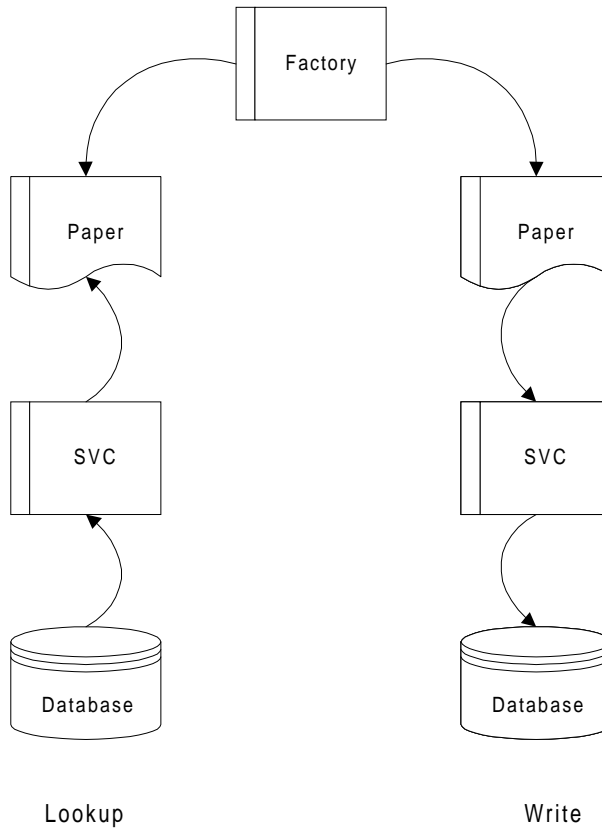 Factory
Paper
Paper
SVC
SVC
Database
Database
Lookup
Write